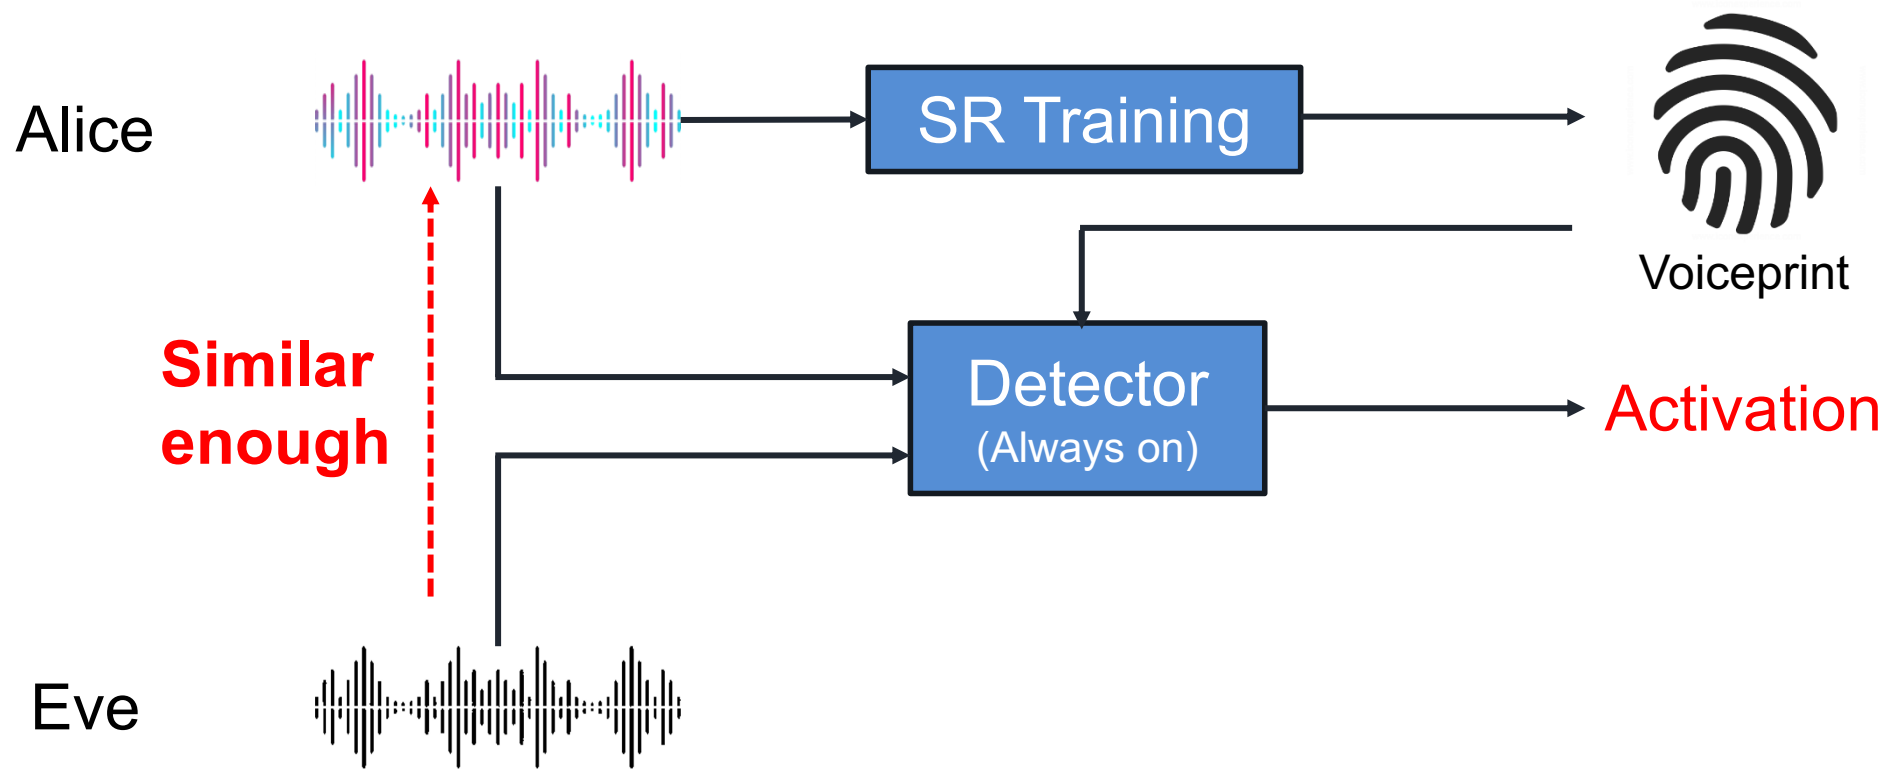 Alice
SR Training
Voiceprint
Similar
enough
Detector
(Always on)
Activation
Eve